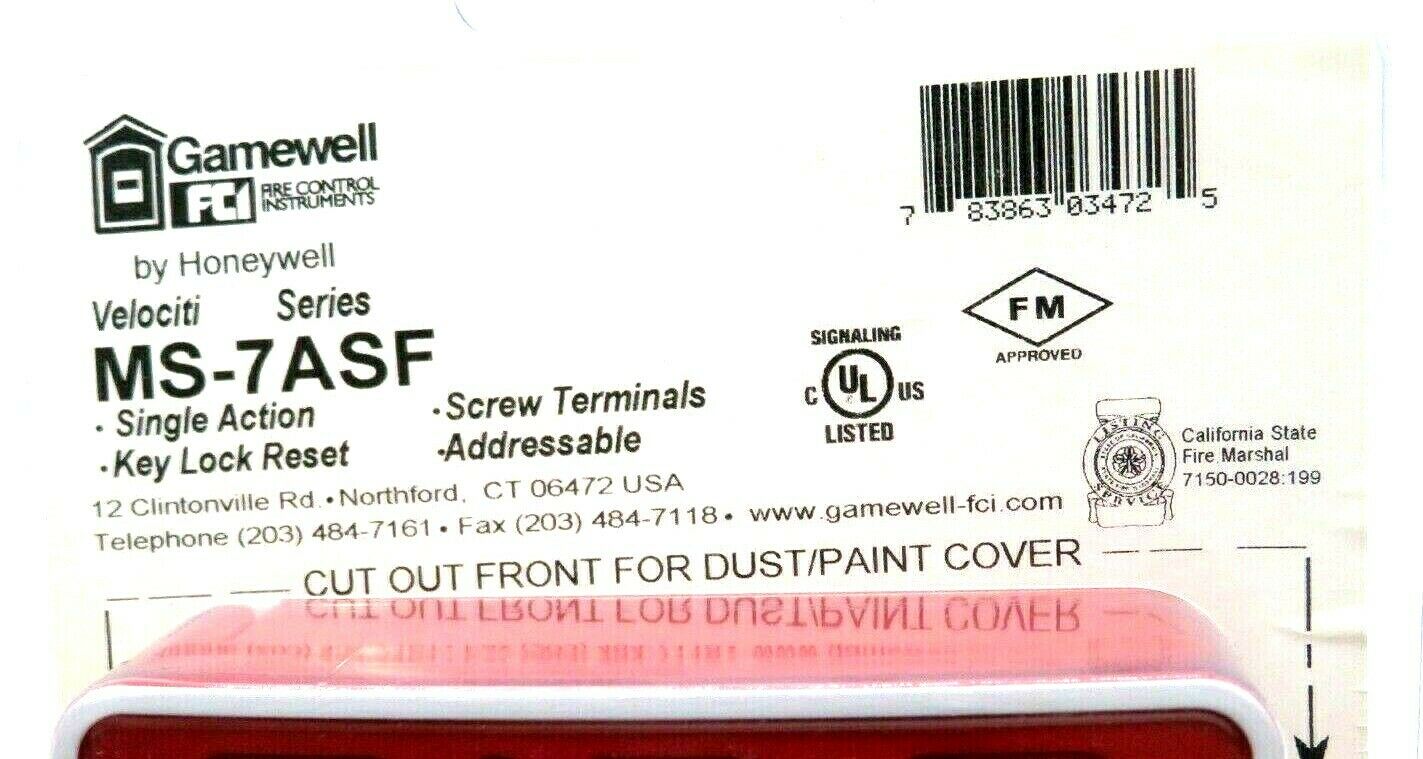 Gamewell
FCI FIRE CONTROL
INSTRUMENTS
by Honeywell
Velociti Series
MS-7ASF
• Single Action
• Key Lock Reset
• Screw Terminals
• Addressable
12 Clintonville Rd. • Northford, CT 06472 USA
Telephone (203) 484-7161 • Fax (203) 484-7118 • www.gamewell-fci.com
7 83863 03472 5
FM
APPROVED
SIGNALING
C UL US
LISTED
LISTING
SERVICE
California State
Fire Marshal
7150-0028:199
CUT OUT FRONT FOR DUST/PAINT COVER